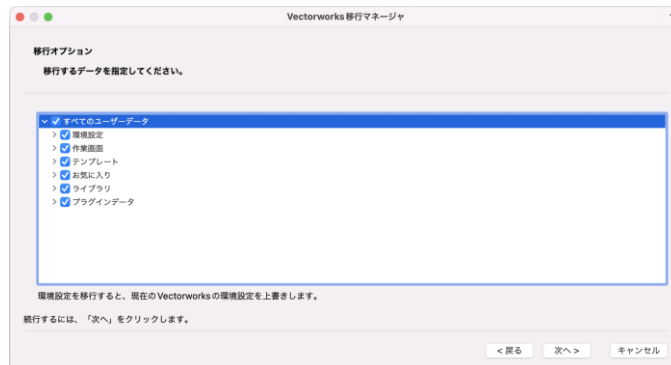 Vectorworks移行マネージャ
移行オプション
移行するデータを指定してください。
すべてのユーザーデータ
環境設定
作業画面
テンプレート
お気に入り
ライブラリ
プラグインデータ
環境設定を移行すると、現在のVectorworksの環境設定を上書きします。
続行するには、「次へ」をクリックします。
< 戻る 次へ > キャンセル